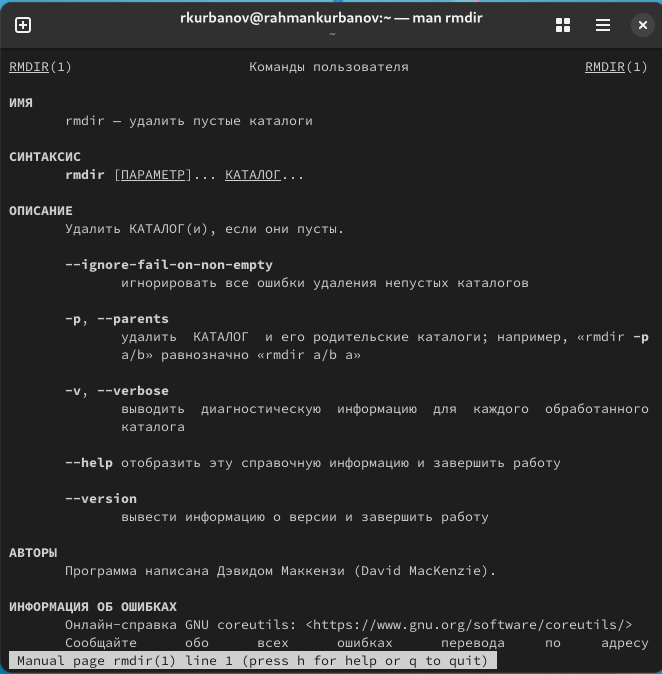 rkurbanov@rahmankurbanov:~ — man rmdir
~
RMDIR(1) Команды пользователя RMDIR(1)
ИМЯ
rmdir — удалить пустые каталоги
СИНТАКСИС
rmdir [ПАРАМЕТР]... КАТАЛОГ...
ОПИСАНИЕ
Удалить КАТАЛОГ(и), если они пусты.
--ignore-fail-on-non-empty
игнорировать все ошибки удаления непустых каталогов
-p, --parents
удалить КАТАЛОГ и его родительские каталоги; например, «rmdir -p
a/b» равнозначно «rmdir a/b a»
-v, --verbose
выводить диагностическую информацию для каждого обработанного
каталога
--help отобразить эту справочную информацию и завершить работу
--version
вывести информацию о версии и завершить работу
АВТОРЫ
Программа написана Дэвидом Маккензи (David MacKenzie).
ИНФОРМАЦИЯ ОБ ОШИБКАХ
Онлайн-справка GNU coreutils: <https://www.gnu.org/software/coreutils/>
Сообщайте обо всех ошибках перевода по адресу
Manual page rmdir(1) line 1 (press h for help or q to quit)